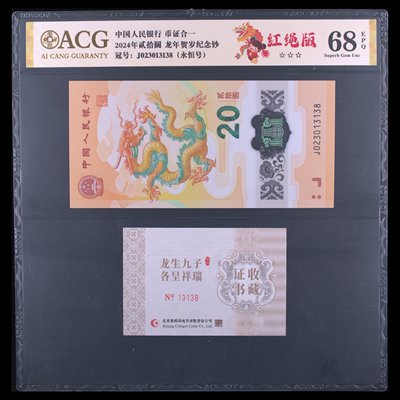 ACG
AI CANG GUARANTY
中国人民银行 币证合一
2024年贰拾圆 龙年贺岁纪念钞
冠号：J023013138（永恒号）
红绳版
☆☆☆
68
EPQ
Superb Gem Unc
中国人民银行
贰拾圆
20
J023013138
龙生九子
各呈祥瑞
收藏
证书
№ 13138